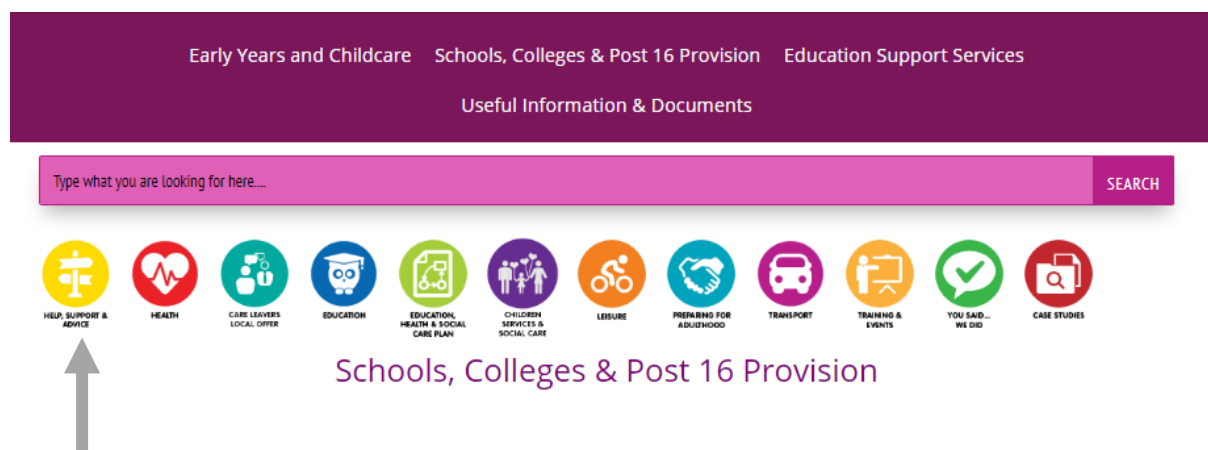 Early Years and Childcare Schools, Colleges & Post 16 Provision Education Support Services
Useful Information & Documents
Type what you are looking for here....
SEARCH
HELP, SUPPORT &
ADVICE
HEALTH
CARE LEAVERS
LOCAL OFFER
EDUCATION
EDUCATION,
HEALTH & SOCIAL
CARE PLAN
CHILDREN
SERVICES &
SOCIAL CARE
LEISURE
PREPARING FOR
ADULTHOOD
TRANSPORT
TRAINING &
EVENTS
YOU SAID...
WE DID
CASE STUDIES
Schools, Colleges & Post 16 Provision